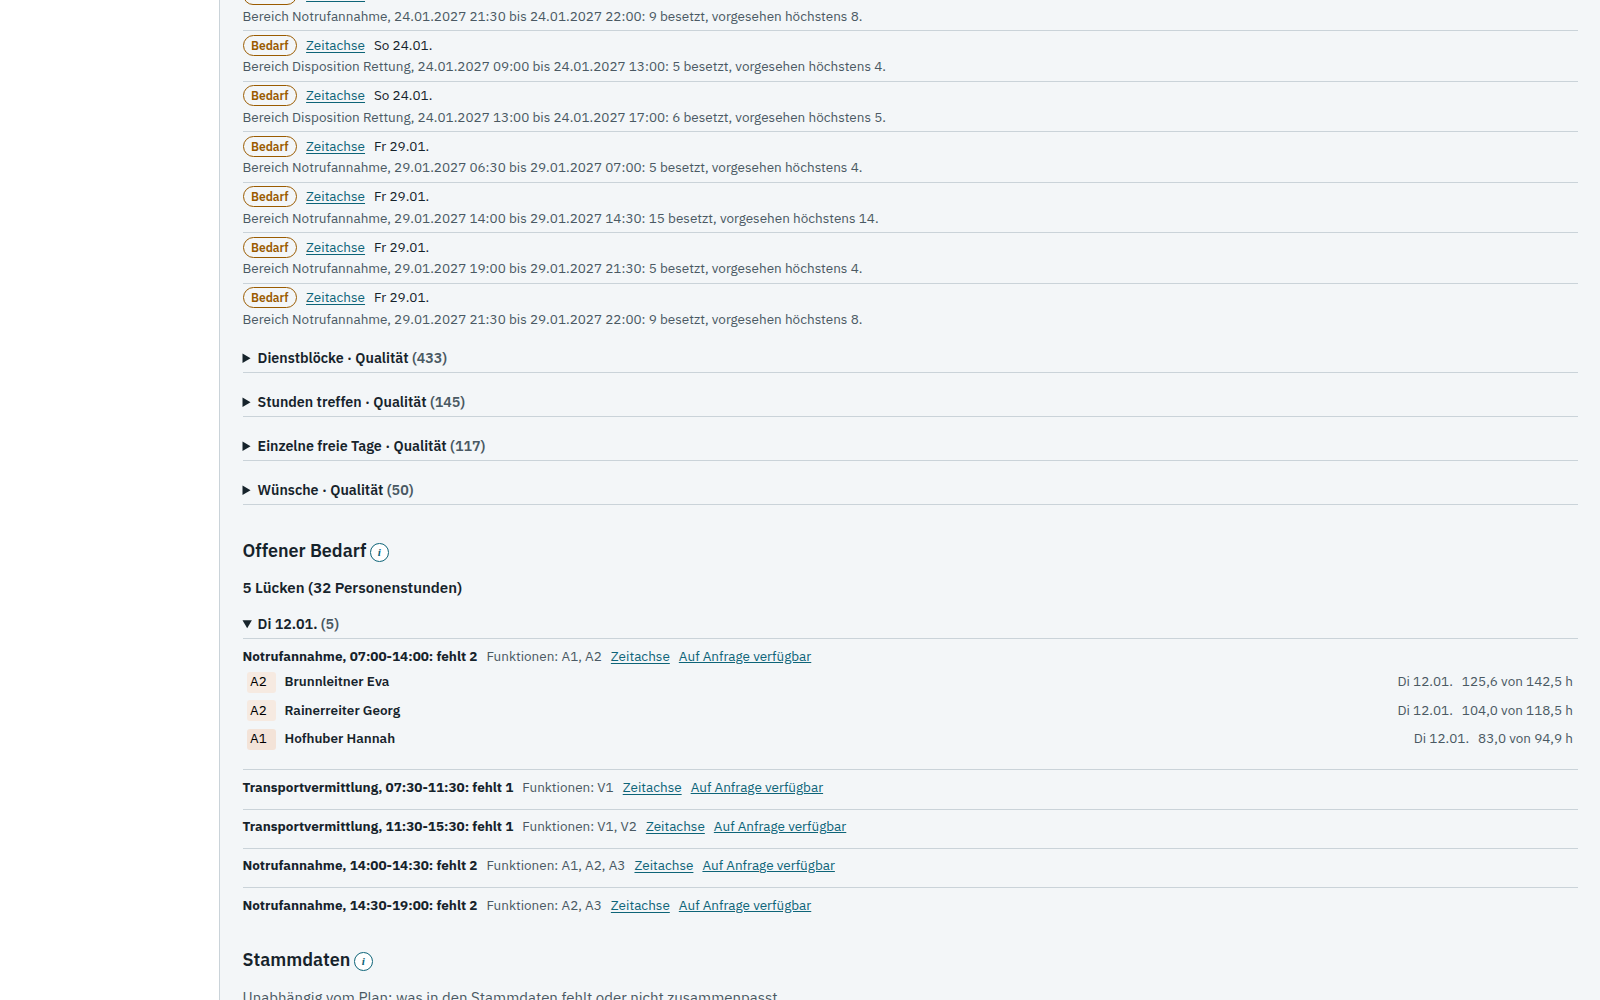 Bereich Notrufannahme, 24.01.2027 21:30 bis 24.01.2027 22:00: 9 besetzt, vorgesehen höchstens 8.
Bedarf Zeitachse So 24.01.
Bereich Disposition Rettung, 24.01.2027 09:00 bis 24.01.2027 13:00: 5 besetzt, vorgesehen höchstens 4.
Bedarf Zeitachse So 24.01.
Bereich Disposition Rettung, 24.01.2027 13:00 bis 24.01.2027 17:00: 6 besetzt, vorgesehen höchstens 5.
Bedarf Zeitachse Fr 29.01.
Bereich Notrufannahme, 29.01.2027 06:30 bis 29.01.2027 07:00: 5 besetzt, vorgesehen höchstens 4.
Bedarf Zeitachse Fr 29.01.
Bereich Notrufannahme, 29.01.2027 14:00 bis 29.01.2027 14:30: 15 besetzt, vorgesehen höchstens 14.
Bedarf Zeitachse Fr 29.01.
Bereich Notrufannahme, 29.01.2027 19:00 bis 29.01.2027 21:30: 5 besetzt, vorgesehen höchstens 4.
Bedarf Zeitachse Fr 29.01.
Bereich Notrufannahme, 29.01.2027 21:30 bis 29.01.2027 22:00: 9 besetzt, vorgesehen höchstens 8.
Dienstblöcke · Qualität (433)
Stunden treffen · Qualität (145)
Einzelne freie Tage · Qualität (117)
Wünsche · Qualität (50)
Offener Bedarf i
5 Lücken (32 Personenstunden)
Di 12.01. (5)
Notrufannahme, 07:00-14:00: fehlt 2 Funktionen: A1, A2 Zeitachse Auf Anfrage verfügbar
A2 Brunnleitner Eva Di 12.01. 125,6 von 142,5 h
A2 Rainerreiter Georg Di 12.01. 104,0 von 118,5 h
A1 Hofhuber Hannah Di 12.01. 83,0 von 94,9 h
Transportvermittlung, 07:30-11:30: fehlt 1 Funktionen: V1 Zeitachse Auf Anfrage verfügbar
Transportvermittlung, 11:30-15:30: fehlt 1 Funktionen: V1, V2 Zeitachse Auf Anfrage verfügbar
Notrufannahme, 14:00-14:30: fehlt 2 Funktionen: A1, A2, A3 Zeitachse Auf Anfrage verfügbar
Notrufannahme, 14:30-19:00: fehlt 2 Funktionen: A2, A3 Zeitachse Auf Anfrage verfügbar
Stammdaten i
Unabhängig vom Plan: was in den Stammdaten fehlt oder nicht zusammenpasst.